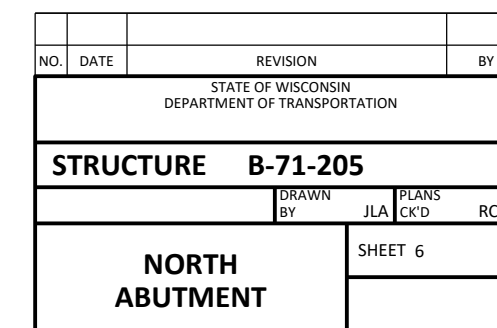 NO. DATE REVISION BY
STATE OF WISCONSIN
DEPARTMENT OF TRANSPORTATION
STRUCTURE B-71-205
DRAWN BY JLA PLANS CK'D
SHEET 6
NORTH
ABUTMENT